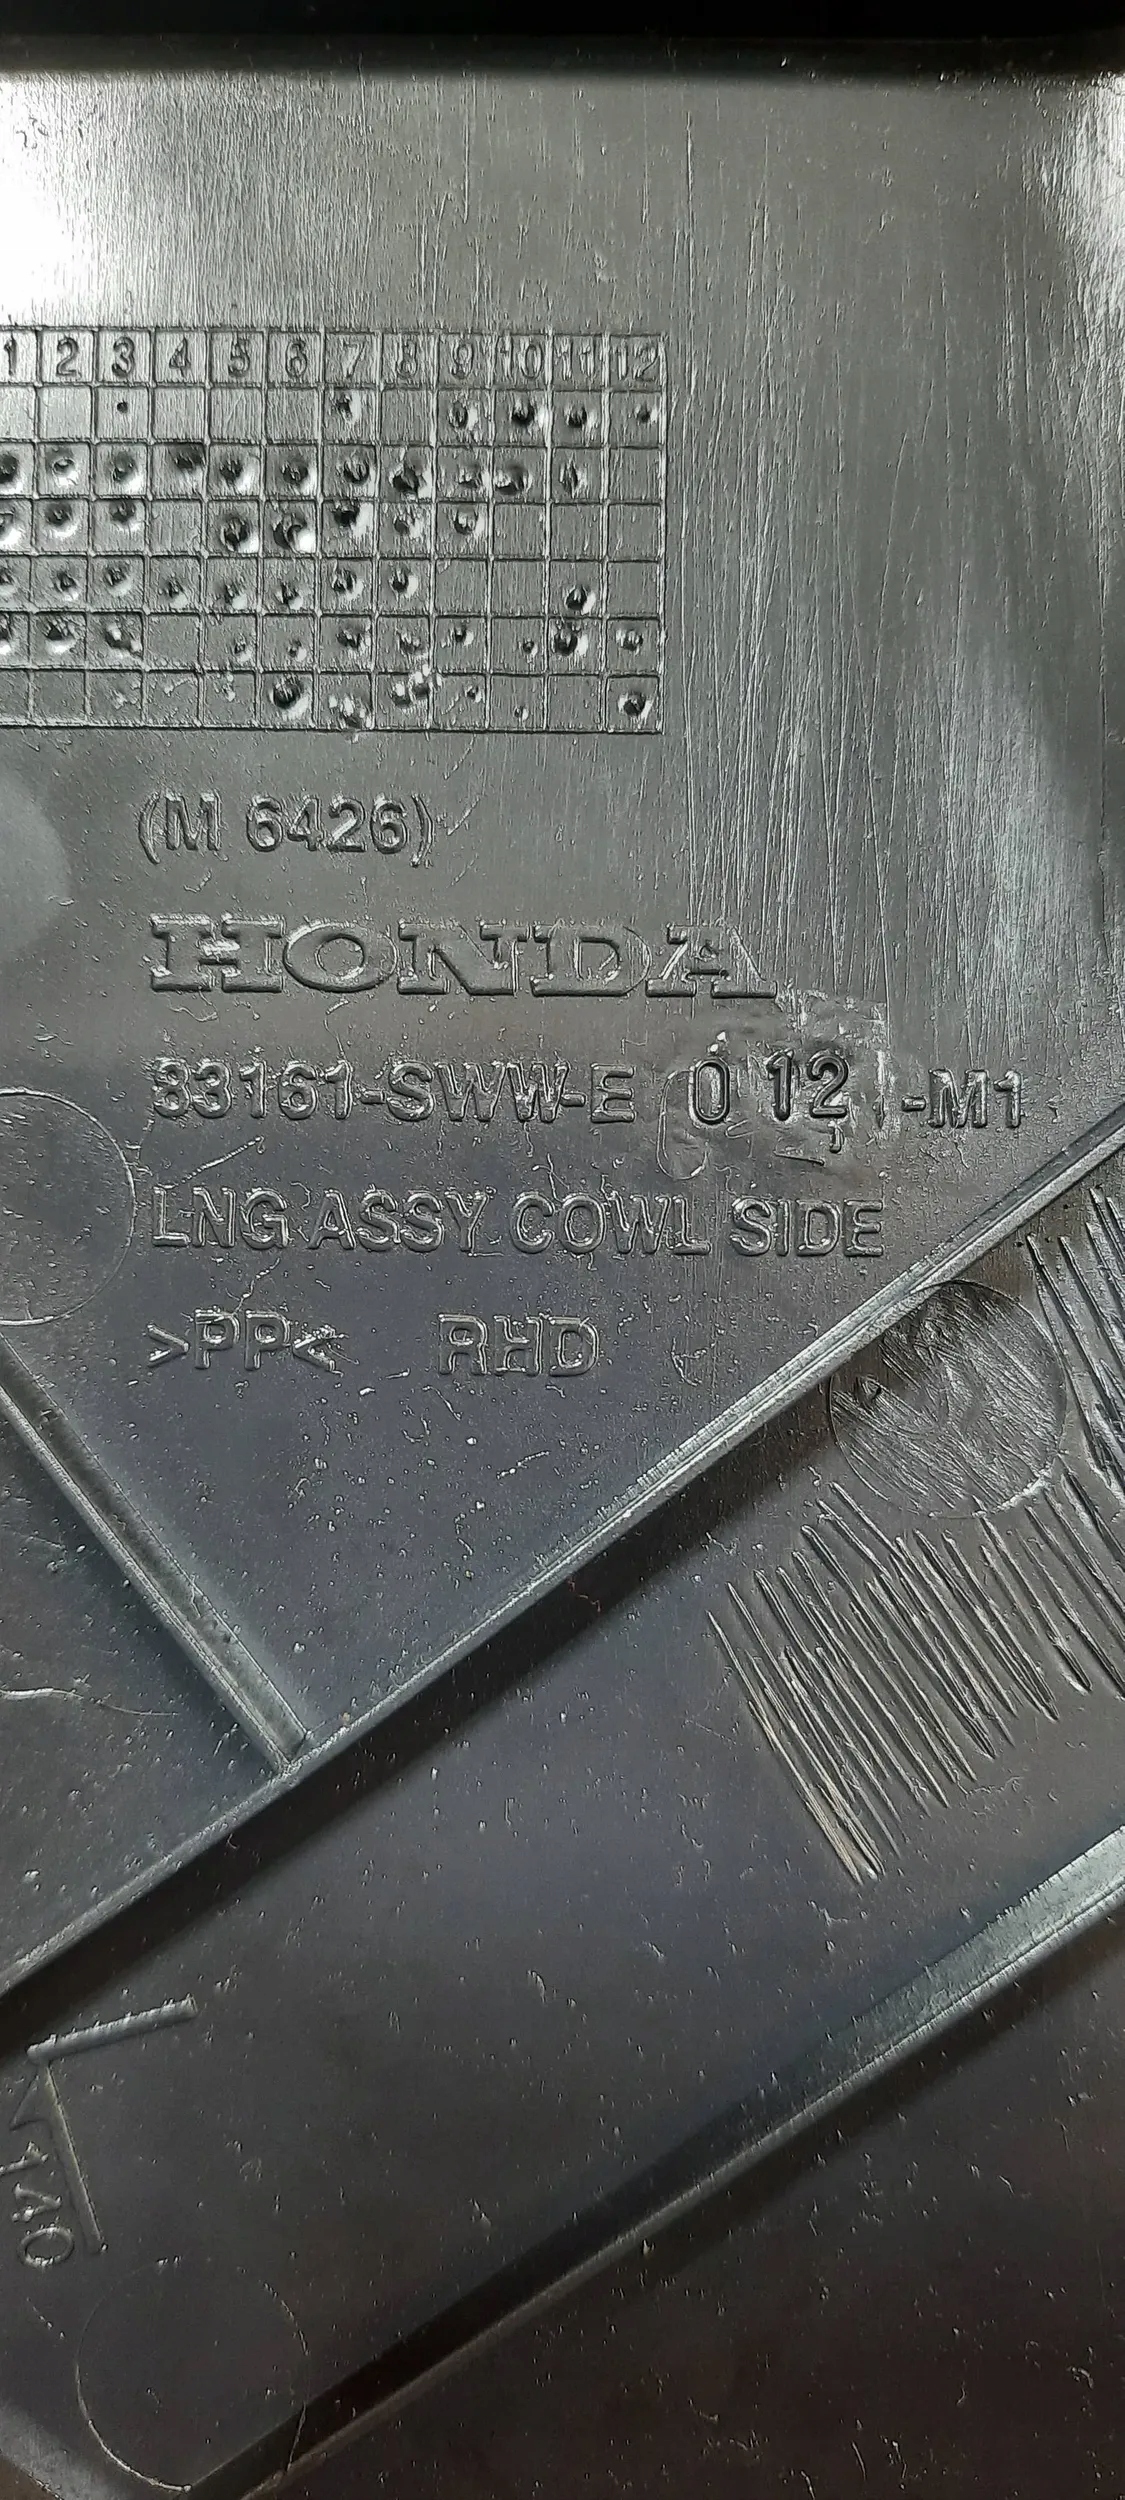 1 2 3 4 5 6 7 8 9 10 11 12
(M 6426)
HONDA
83161-SWW-E 0 12 -M1
LNG ASSY COWL SIDE
>PP< RHD
140